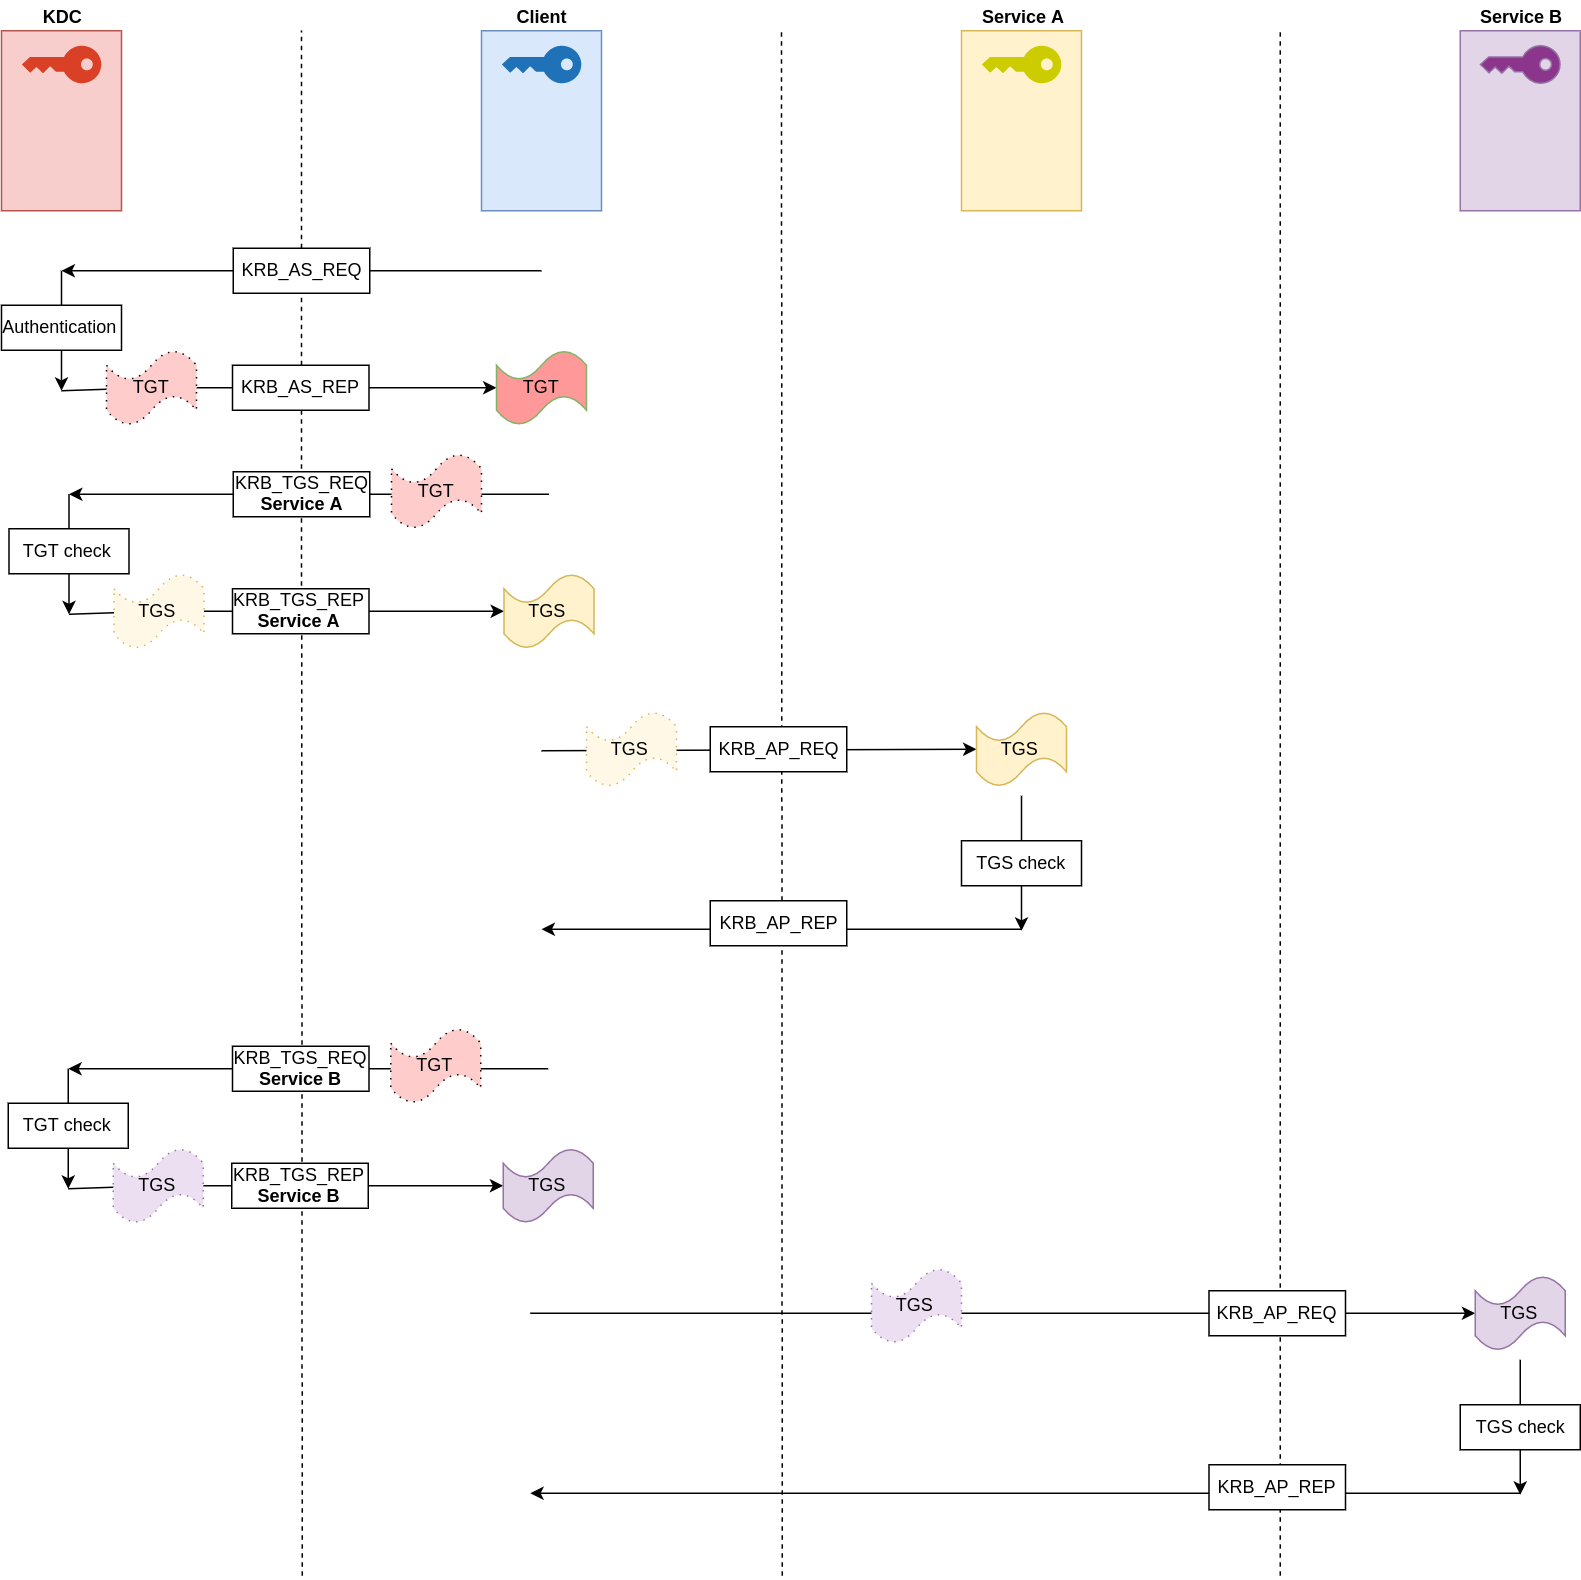 KDC
Client
Service A
Service B
KRB_AS_REQ
Authentication
TGT
KRB_AS_REP
TGT
KRB_TGS_REQ
Service A
TGT
TGT check
TGS
KRB_TGS_REP
Service A
TGS
TGS
KRB_AP_REQ
TGS
TGS check
KRB_AP_REP
KRB_TGS_REQ
Service B
TGT
TGT check
TGS
KRB_TGS_REP
Service B
TGS
TGS
KRB_AP_REQ
TGS
TGS check
KRB_AP_REP